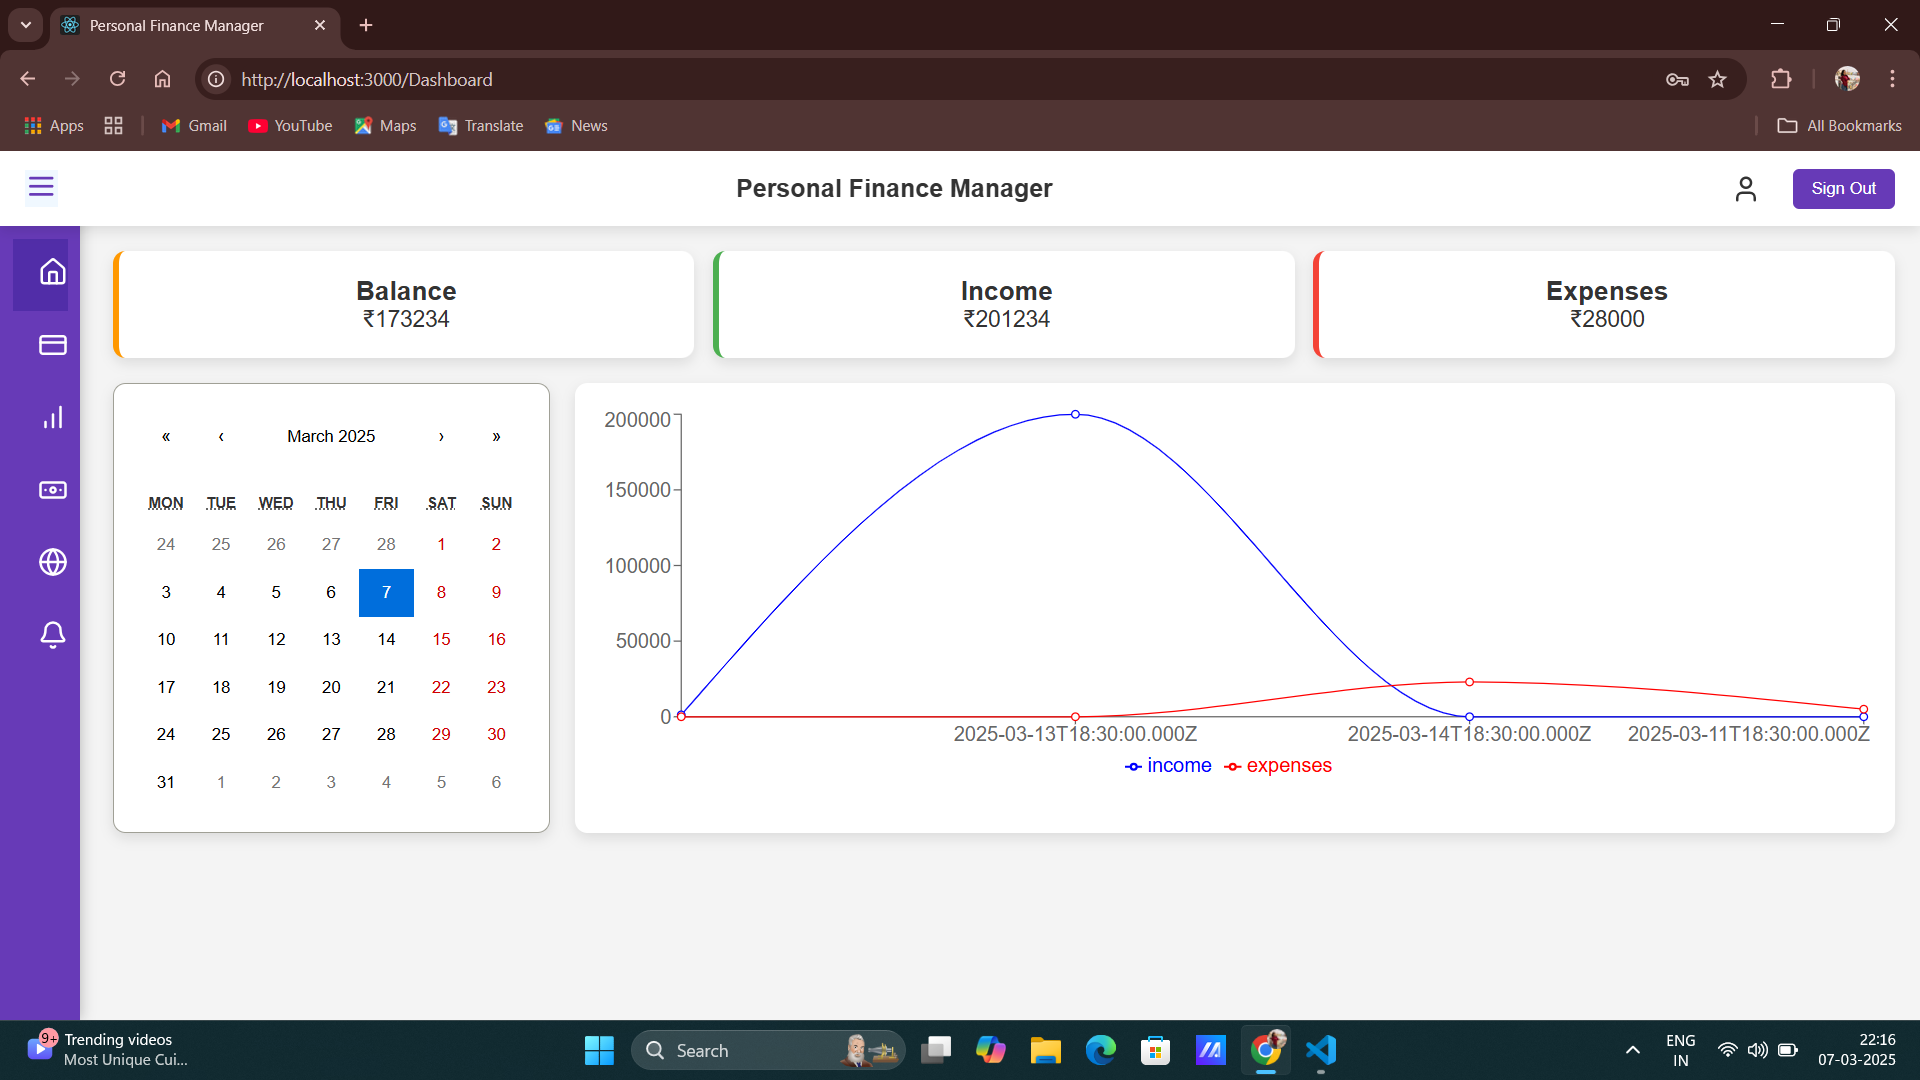 Personal Finance Manager
http://localhost:3000/Dashboard
Apps Gmail YouTube Maps Translate News All Bookmarks
Personal Finance Manager
Sign Out
Balance
₹173234
Income
₹201234
Expenses
₹28000
« ‹ March 2025 › »
MON TUE WED THU FRI SAT SUN
24 25 26 27 28 1 2
3 4 5 6 7 8 9
10 11 12 13 14 15 16
17 18 19 20 21 22 23
24 25 26 27 28 29 30
31 1 2 3 4 5 6
200000
150000
100000
50000
0
2025-03-13T18:30:00.000Z 2025-03-14T18:30:00.000Z 2025-03-11T18:30:00.000Z
income expenses
9+
Trending videos
Most Unique Cui...
Search
ENG
IN
22:16
07-03-2025